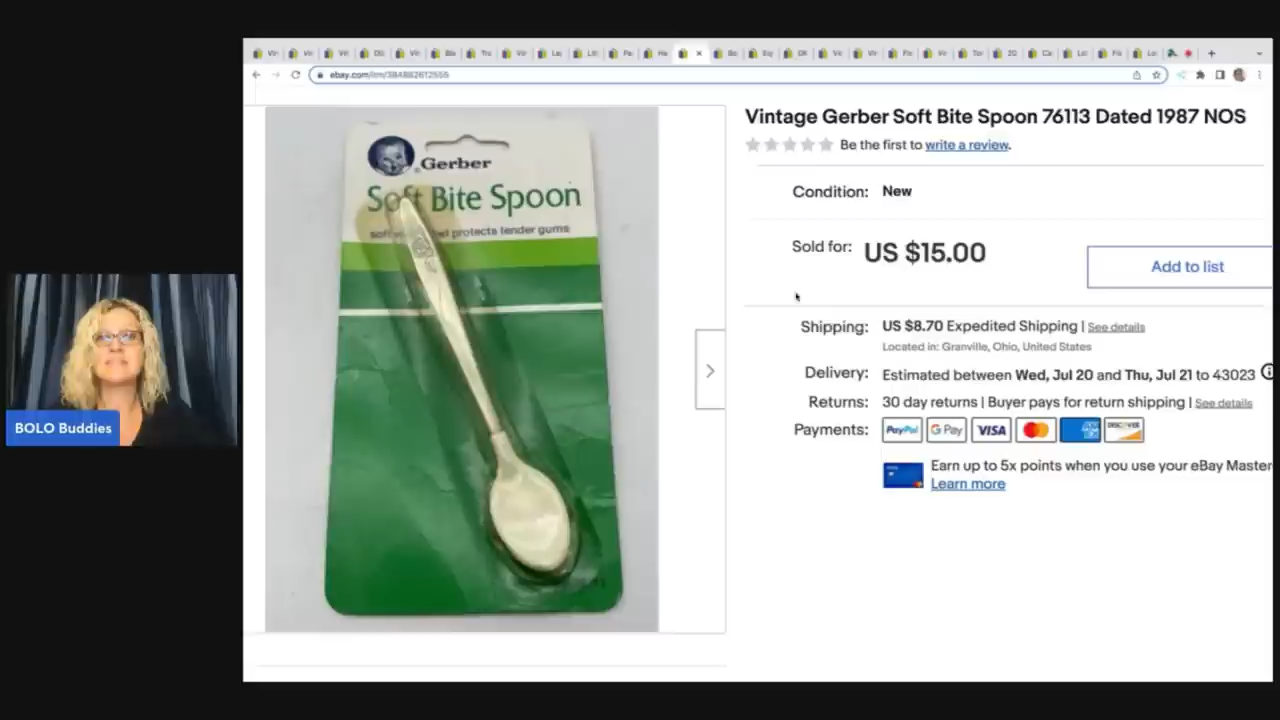 ebay.com/itm/384882612555
Gerber
Soft Bite Spoon
protects tender gums
BOLO Buddies
Vintage Gerber Soft Bite Spoon 76113 Dated 1987 NOS
Be the first to write a review.
Condition: New
Sold for: US $15.00
Add to list
Shipping: US $8.70 Expedited Shipping | See details
Located in: Granville, Ohio, United States
Delivery: Estimated between Wed, Jul 20 and Thu, Jul 21 to 43023
Returns: 30 day returns | Buyer pays for return shipping | See details
Payments: PayPal G Pay VISA DISCOVER
Earn up to 5x points when you use your eBay Master
Learn more